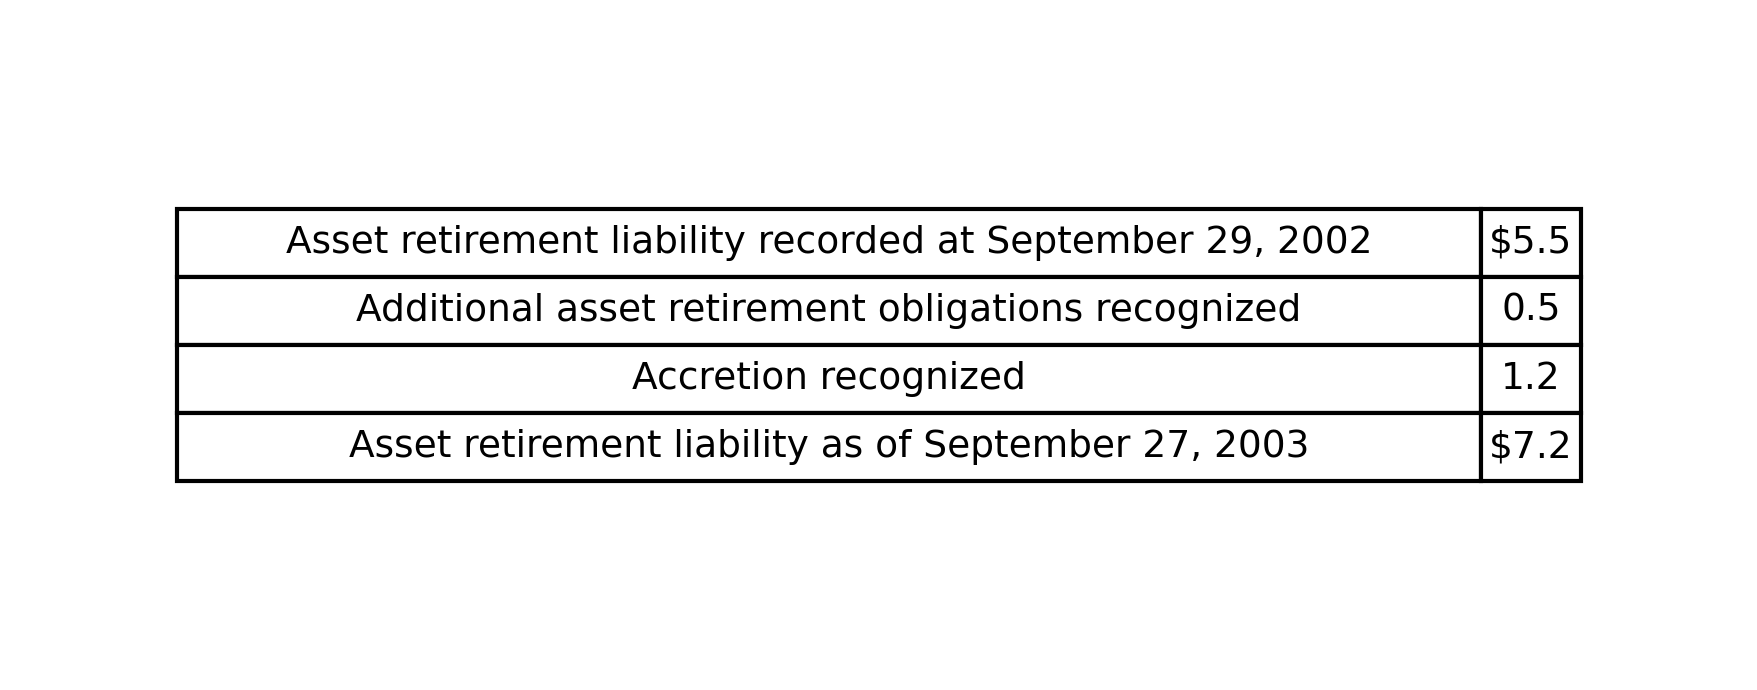 Asset retirement liability recorded at September 29, 2002 $5.5
Additional asset retirement obligations recognized 0.5
Accretion recognized 1.2
Asset retirement liability as of September 27, 2003 $7.2